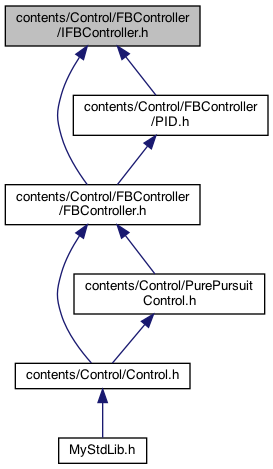 contents/Control/FBController
/IFBController.h
contents/Control/FBController
/PID.h
contents/Control/FBController
/FBController.h
contents/Control/PurePursuit
Control.h
contents/Control/Control.h
MyStdLib.h